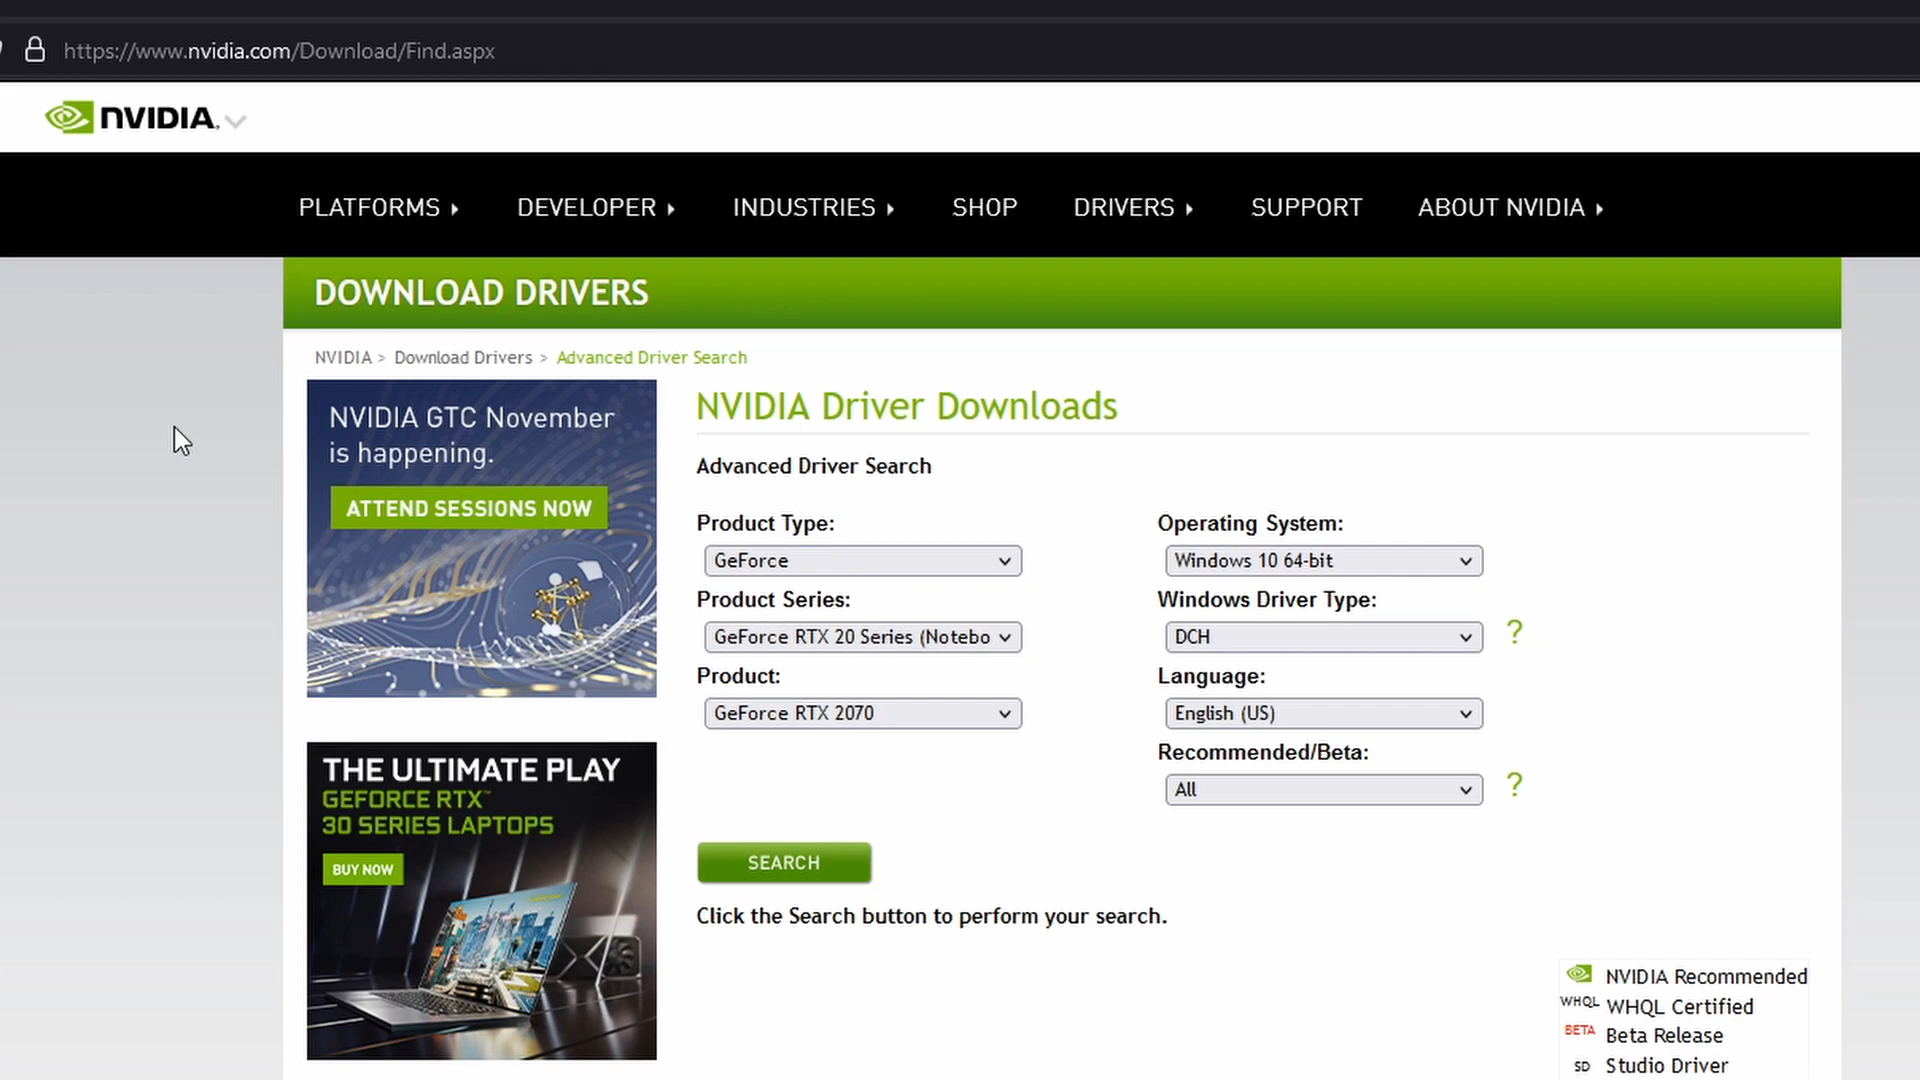 https://www.nvidia.com/Download/Find.aspx
NVIDIA.
PLATFORMS DEVELOPER INDUSTRIES SHOP DRIVERS SUPPORT ABOUT NVIDIA
DOWNLOAD DRIVERS
NVIDIA > Download Drivers > Advanced Driver Search
NVIDIA GTC November
is happening.
ATTEND SESSIONS NOW
THE ULTIMATE PLAY
GEFORCE RTX™
30 SERIES LAPTOPS
BUY NOW
NVIDIA Driver Downloads
Advanced Driver Search
Product Type:
GeForce
Product Series:
GeForce RTX 20 Series (Notebo
Product:
GeForce RTX 2070
Operating System:
Windows 10 64-bit
Windows Driver Type:
DCH
?
Language:
English (US)
Recommended/Beta:
All
?
SEARCH
Click the Search button to perform your search.
NVIDIA Recommended
WHQL WHQL Certified
BETA Beta Release
SD Studio Driver